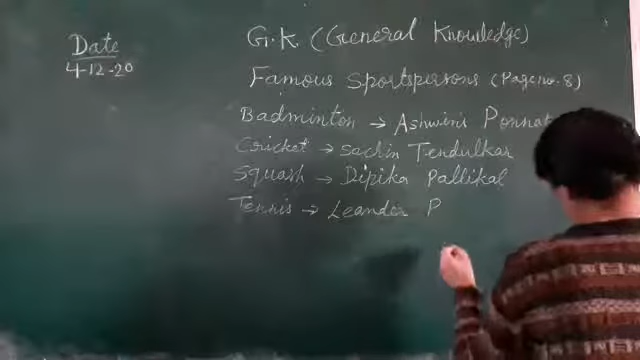 Date
4-12-20
G.K. (General Knowledge)
Famous Sportspersons (Page no. 8)
Badminton → Ashwini Ponnat
Cricket → Sachin Tendulkar
Squash → Dipika Pallikal
Tennis → Leander P